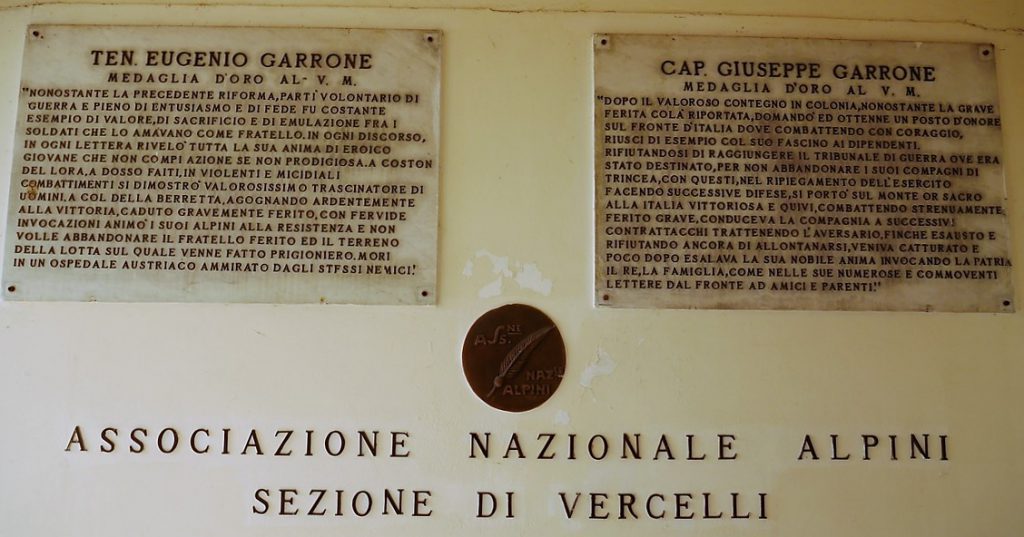 TEN. EUGENIO GARRONE
MEDAGLIA D'ORO AL V. M.
"NONOSTANTE LA PRECEDENTE RIFORMA, PARTI' VOLONTARIO DI
GUERRA E PIENO DI ENTUSIASMO E DI FEDE FU COSTANTE
ESEMPIO DI VALORE, DI SACRIFICIO E DI EMULAZIONE FRA I
SOLDATI CHE LO AMAVANO COME FRATELLO. IN OGNI DISCORSO,
IN OGNI LETTERA RIVELO' TUTTA LA SUA ANIMA DI EROICO
GIOVANE CHE NON COMPI AZIONE SE NON PRODIGIOSA. A COSTON
DEL LORA, A DOSSO FAITI, IN VIOLENTI E MICIDIALI
COMBATTIMENTI SI DIMOSTRO' VALOROSISSIMO TRASCINATORE DI
UOMINI. A COL DELLA BERRETTA, AGOGNANDO ARDENTEMENTE
ALLA VITTORIA, CADUTO GRAVEMENTE FERITO, CON FERVIDE
INVOCAZIONI ANIMO' I SUOI ALPINI ALLA RESISTENZA E NON
VOLLE ABBANDONARE IL FRATELLO FERITO ED IL TERRENO
DELLA LOTTA SUL QUALE VENNE FATTO PRIGIONIERO. MORI
IN UN OSPEDALE AUSTRIACO AMMIRATO DAGLI STESSI NEMICI!
CAP. GIUSEPPE GARRONE
MEDAGLIA D'ORO AL V. M.
"DOPO IL VALOROSO CONTEGNO IN COLONIA, NONOSTANTE LA GRAVE
FERITA COLÀ RIPORTATA, DOMANDO' ED OTTENNE UN POSTO D'ONORE
SUL FRONTE D'ITALIA DOVE COMBATTENDO CON CORAGGIO,
RIUSCI DI ESEMPIO COL SUO FASCINO AI DIPENDENTI.
RIFIUTANDOSI DI RAGGIUNGERE IL TRIBUNALE DI GUERRA OVE ERA
STATO DESTINATO, PER NON ABBANDONARE I SUOI COMPAGNI DI
TRINCEA, CON QUESTI, NEL RIPIEGAMENTO DELL'ESERCITO
FACENDO SUCCESSIVE DIFESE, SI PORTO' SUL MONTE OR SACRO
ALLA ITALIA VITTORIOSA E QUIVI, COMBATTENDO STRENUAMENTE,
FERITO GRAVE, CONDUCEVA LA COMPAGNIA A SUCCESSIVI
CONTRATTACCHI TRATTENENDO L'AVERSARIO, FINCHE ESAUSTO E
RIFIUTANDO ANCORA DI ALLONTANARSI, VENIVA CATTURATO E
POCO DOPO ESALAVA LA SUA NOBILE ANIMA INVOCANDO LA PATRIA
IL RE, LA FAMIGLIA, COME NELLE SUE NUMEROSE E COMMOVENTI
LETTERE DAL FRONTE AD AMICI E PARENTI!"
ASS.NE
NAZ.LE
ALPINI
ASSOCIAZIONE NAZIONALE ALPINI
SEZIONE DI VERCELLI